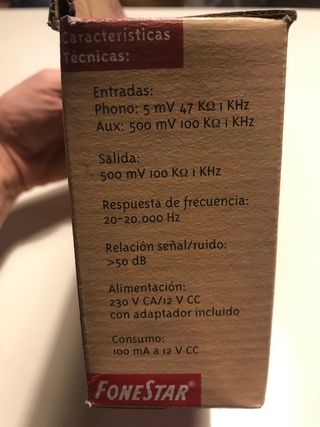 Características
Técnicas:
Entradas:
Phono: 5 mV 47 KΩ 1 KHz
Aux: 500 mV 100 KΩ 1 KHz
Salida:
500 mV 100 KΩ 1 KHz
Respuesta de frecuencia:
20-20.000 Hz
Relación señal/ruido:
>50 dB
Alimentación:
230 V CA/12 V CC
con adaptador incluido
Consumo:
100 mA a 12 V CC
FONESTAR®